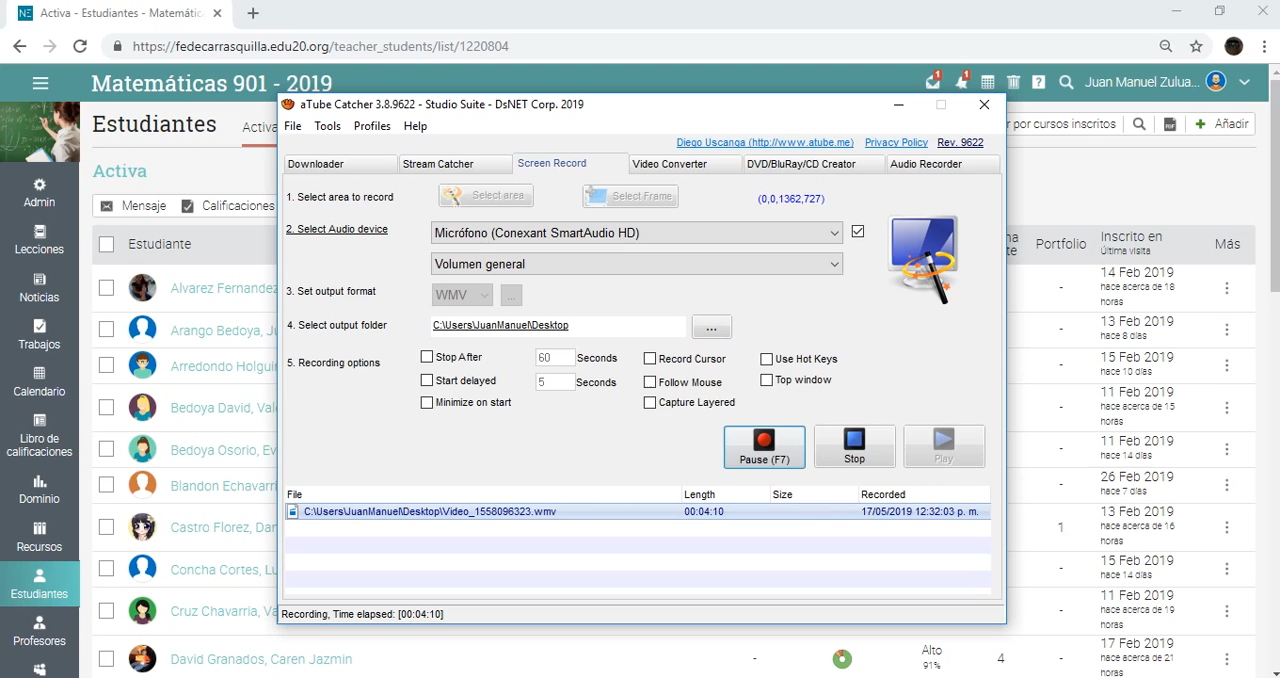 Activa - Estudiantes - Matemátic
https://fedecarrasquilla.edu20.org/teacher_students/list/1220804
Matemáticas 901 - 2019
1
1
Juan Manuel Zulua...
Estudiantes
Activa
por cursos inscritos
Añadir
Activa
Mensaje
Calificaciones
Estudiante
Portfolio
Inscrito en
Última visita
Más
Admin
Lecciones
Noticias
Trabajos
Calendario
Libro de
calificaciones
Dominio
Recursos
Estudiantes
Profesores
aTube Catcher 3.8.9622 - Studio Suite - DsNET Corp. 2019
File Tools Profiles Help
Diego Uscanga (http://www.atube.me) Privacy Policy Rev. 9622
Downloader Stream Catcher Screen Record Video Converter DVD/BluRay/CD Creator Audio Recorder
1. Select area to record
Select area
Select Frame
(0,0,1362,727)
2. Select Audio device
Micrófono (Conexant SmartAudio HD)
Volumen general
3. Set output format
WMV
...
4. Select output folder
C:\Users\JuanManuel\Desktop
...
5. Recording options
Stop After 60 Seconds
Record Cursor
Use Hot Keys
Start delayed 5 Seconds
Follow Mouse
Top window
Minimize on start
Capture Layered
Pause (F7)
Stop
Play
File Length Size Recorded
C:\Users\JuanManuel\Desktop\Video_1558096323.wmv 00:04:10 17/05/2019 12:32:03 p. m.
Recording, Time elapsed: [00:04:10]
Alvarez Fernandez
- 14 Feb 2019
hace acerca de 18
horas
Arango Bedoya, Ju
- 13 Feb 2019
hace 8 días
Arredondo Holguin
- 15 Feb 2019
hace 10 días
Bedoya David, Vale
- 11 Feb 2019
hace acerca de 15
horas
Bedoya Osorio, Ev
- 11 Feb 2019
hace 14 días
Blandon Echavarri
- 26 Feb 2019
hace 7 días
Castro Florez, Dan
1 13 Feb 2019
hace acerca de 16
horas
Concha Cortes, Lu
- 15 Feb 2019
hace 14 días
Cruz Chavarria, Va
- 11 Feb 2019
hace acerca de 19
horas
David Granados, Caren Jazmin
-
Alto
91%
4
-
17 Feb 2019
hace acerca de 21
horas